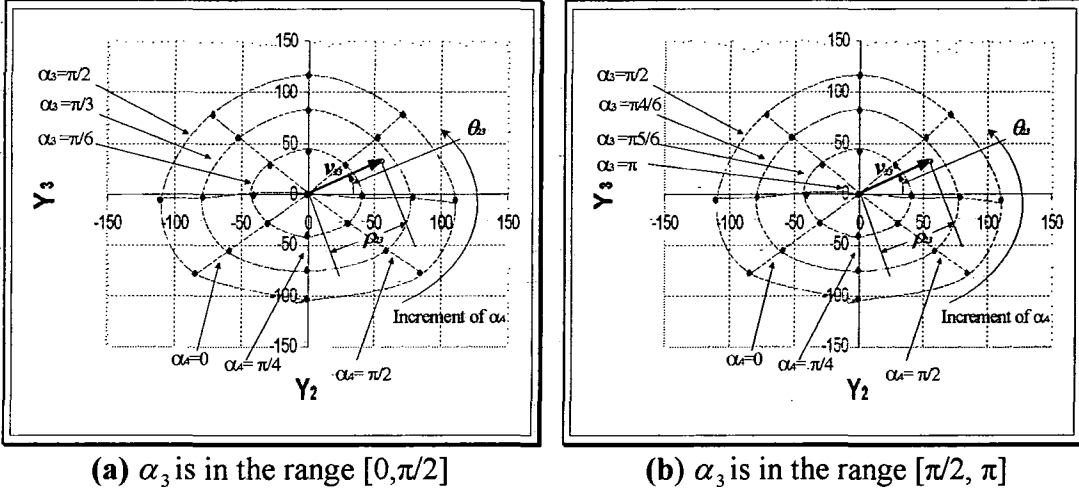 150
100
50
0
-50
-100
-150
-150 -100 -50 0 50 100 150
α₃=π/2
α₃=π/3
α₃=π/6
θ₂₃
v₂₃
ρ₂₃
Increment of α₄
α₄=0
α₄=π/4
α₄=π/2
Y₃
Y₂
(a) α₃ is in the range [0,π/2]
150
100
50
0
-50
-100
-150
-150 -100 -50 0 50 100 150
α₃=π/2
α₃=π4/6
α₃=π5/6
α₃=π
θ₂₃
v₂₃
ρ₂₃
Increment of α₄
α₄=0
α₄=π/4
α₄=π/2
Y₃
Y₂
(b) α₃ is in the range [π/2, π]